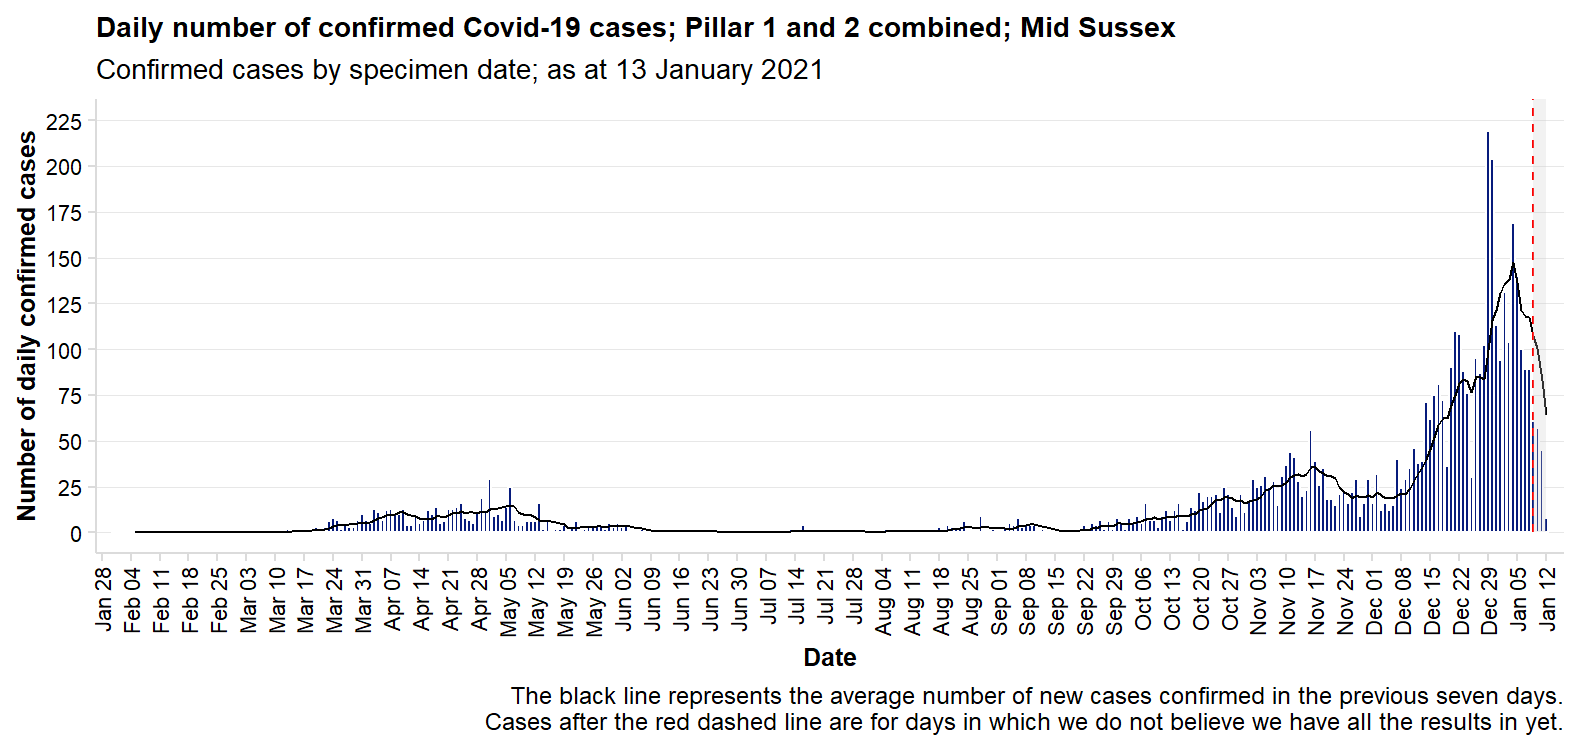 Daily number of confirmed Covid-19 cases; Pillar 1 and 2 combined; Mid Sussex
Confirmed cases by specimen date; as at 13 January 2021
Number of daily confirmed cases
225
200
175
150
125
100
75
50
25
0
Jan 28
Feb 04
Feb 11
Feb 18
Feb 25
Mar 03
Mar 10
Mar 17
Mar 24
Mar 31
Apr 07
Apr 14
Apr 21
Apr 28
May 05
May 12
May 19
May 26
Jun 02
Jun 09
Jun 16
Jun 23
Jun 30
Jul 07
Jul 14
Jul 21
Jul 28
Aug 04
Aug 11
Aug 18
Aug 25
Sep 01
Sep 08
Sep 15
Sep 22
Sep 29
Oct 06
Oct 13
Oct 20
Oct 27
Nov 03
Nov 10
Nov 17
Nov 24
Dec 01
Dec 08
Dec 15
Dec 22
Dec 29
Jan 05
Jan 12
Date
The black line represents the average number of new cases confirmed in the previous seven days.
Cases after the red dashed line are for days in which we do not believe we have all the results in yet.